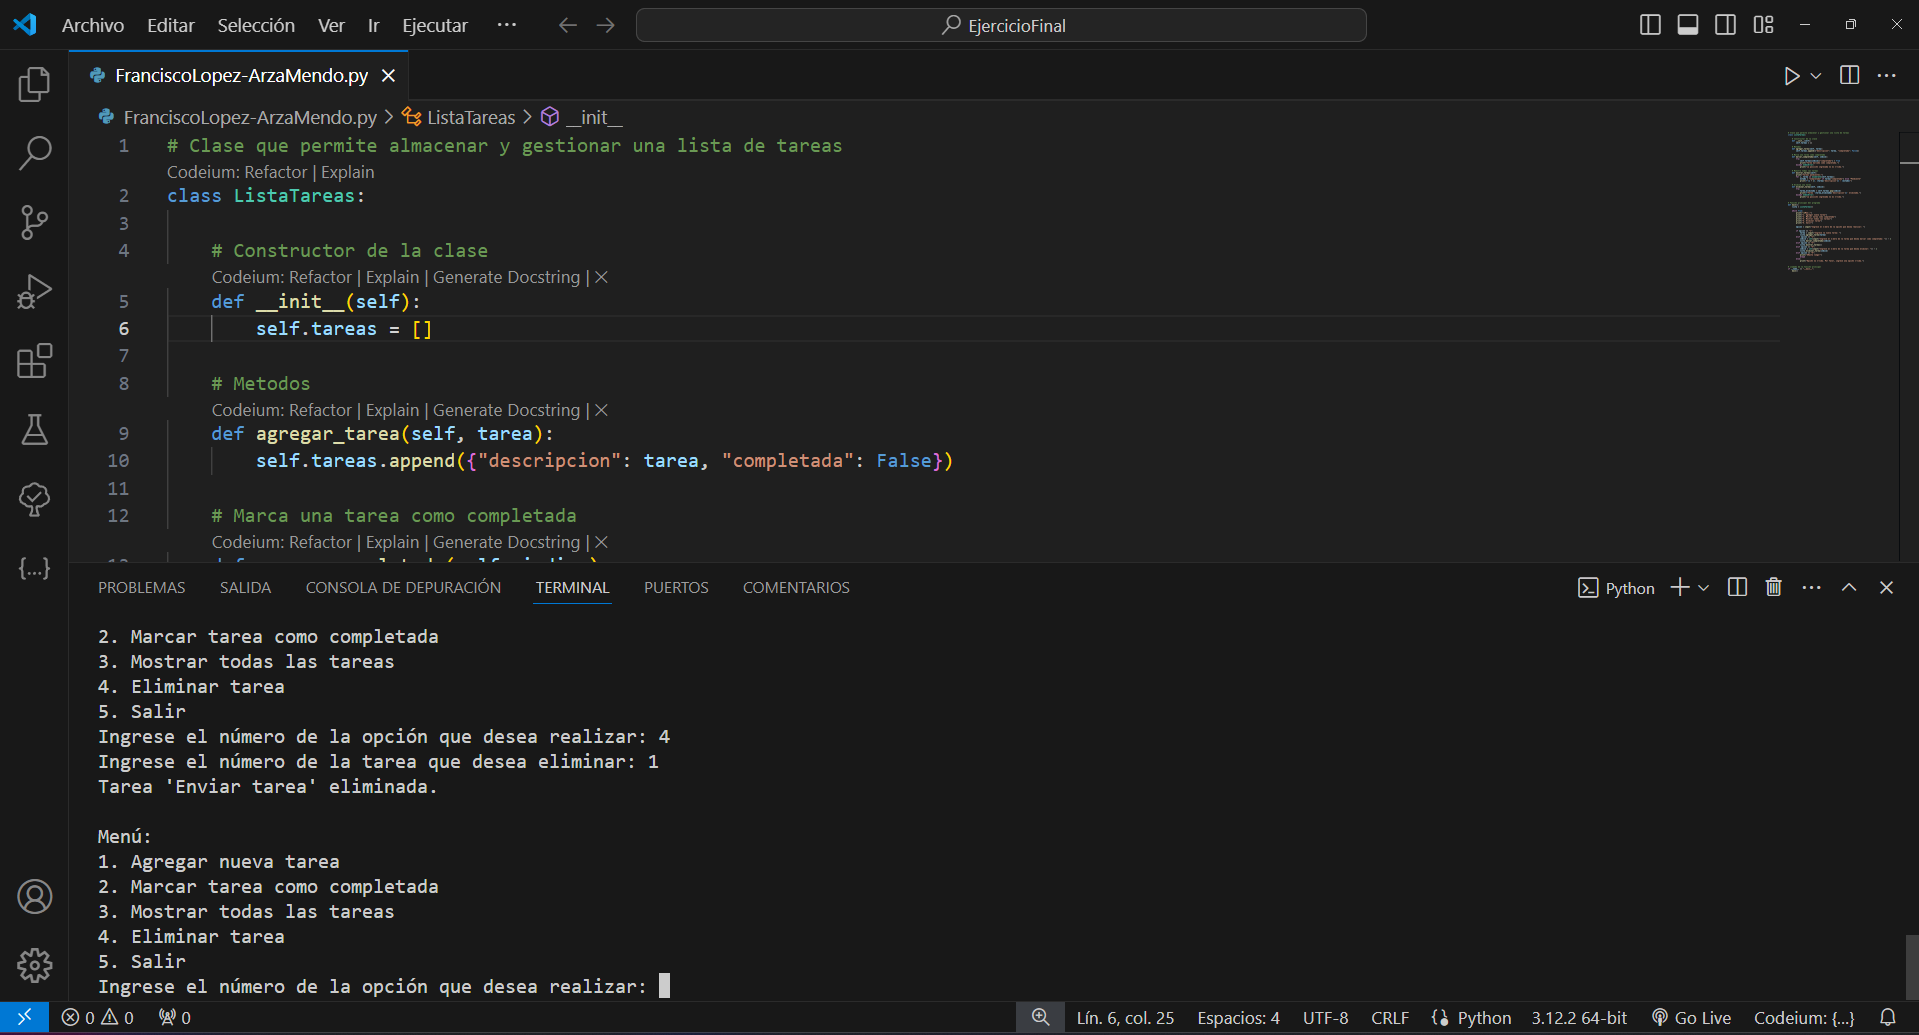 Archivo Editar Selección Ver Ir Ejecutar ··· EjercicioFinal
FranciscoLopez-ArzaMendo.py
FranciscoLopez-ArzaMendo.py > ListaTareas > __init__
1 # Clase que permite almacenar y gestionar una lista de tareas
Codeium: Refactor | Explain
2 class ListaTareas:
3
4 # Constructor de la clase
Codeium: Refactor | Explain | Generate Docstring | X
5 def __init__(self):
6 self.tareas = []
7
8 # Metodos
Codeium: Refactor | Explain | Generate Docstring | X
9 def agregar_tarea(self, tarea):
10 self.tareas.append({"descripcion": tarea, "completada": False})
11
12 # Marca una tarea como completada
Codeium: Refactor | Explain | Generate Docstring | X
PROBLEMAS SALIDA CONSOLA DE DEPURACIÓN TERMINAL PUERTOS COMENTARIOS Python
2. Marcar tarea como completada
3. Mostrar todas las tareas
4. Eliminar tarea
5. Salir
Ingrese el número de la opción que desea realizar: 4
Ingrese el número de la tarea que desea eliminar: 1
Tarea 'Enviar tarea' eliminada.
Menú:
1. Agregar nueva tarea
2. Marcar tarea como completada
3. Mostrar todas las tareas
4. Eliminar tarea
5. Salir
Ingrese el número de la opción que desea realizar:
0 0 0 Lín. 6, col. 25 Espacios: 4 UTF-8 CRLF Python 3.12.2 64-bit Go Live Codeium: {...}